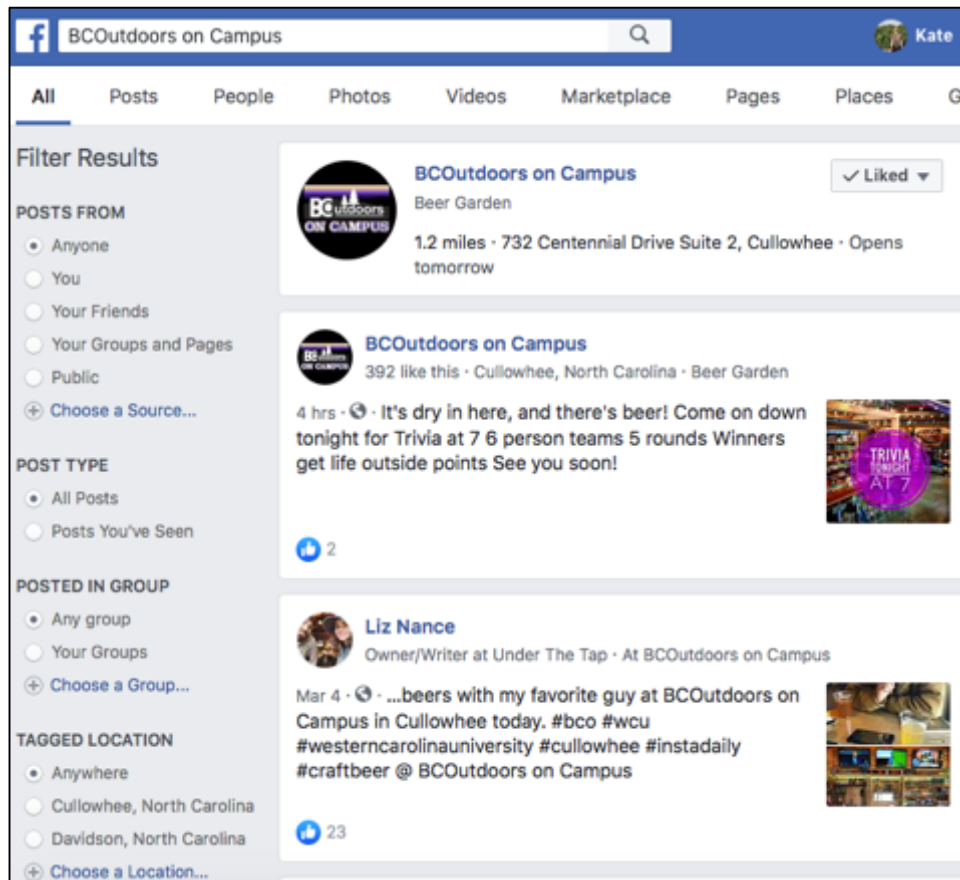 f BCOutdoors on Campus Kate
All Posts People Photos Videos Marketplace Pages Places G
Filter Results
POSTS FROM
Anyone
You
Your Friends
Your Groups and Pages
Public
Choose a Source...
POST TYPE
All Posts
Posts You've Seen
POSTED IN GROUP
Any group
Your Groups
Choose a Group...
TAGGED LOCATION
Anywhere
Cullowhee, North Carolina
Davidson, North Carolina
Choose a Location...
BCOutdoors
ON CAMPUS
BCOutdoors on Campus
Liked
Beer Garden
1.2 miles · 732 Centennial Drive Suite 2, Cullowhee · Opens
tomorrow
BCOutdoors
ON CAMPUS
BCOutdoors on Campus
392 like this · Cullowhee, North Carolina · Beer Garden
4 hrs · · It's dry in here, and there's beer! Come on down
tonight for Trivia at 7 6 person teams 5 rounds Winners
get life outside points See you soon!
TRIVIA
TONIGHT
AT 7
2
Liz Nance
Owner/Writer at Under The Tap · At BCOutdoors on Campus
Mar 4 · · ...beers with my favorite guy at BCOutdoors on
Campus in Cullowhee today. #bco #wcu
#westerncarolinauniversity #cullowhee #instadaily
#craftbeer @ BCOutdoors on Campus
23